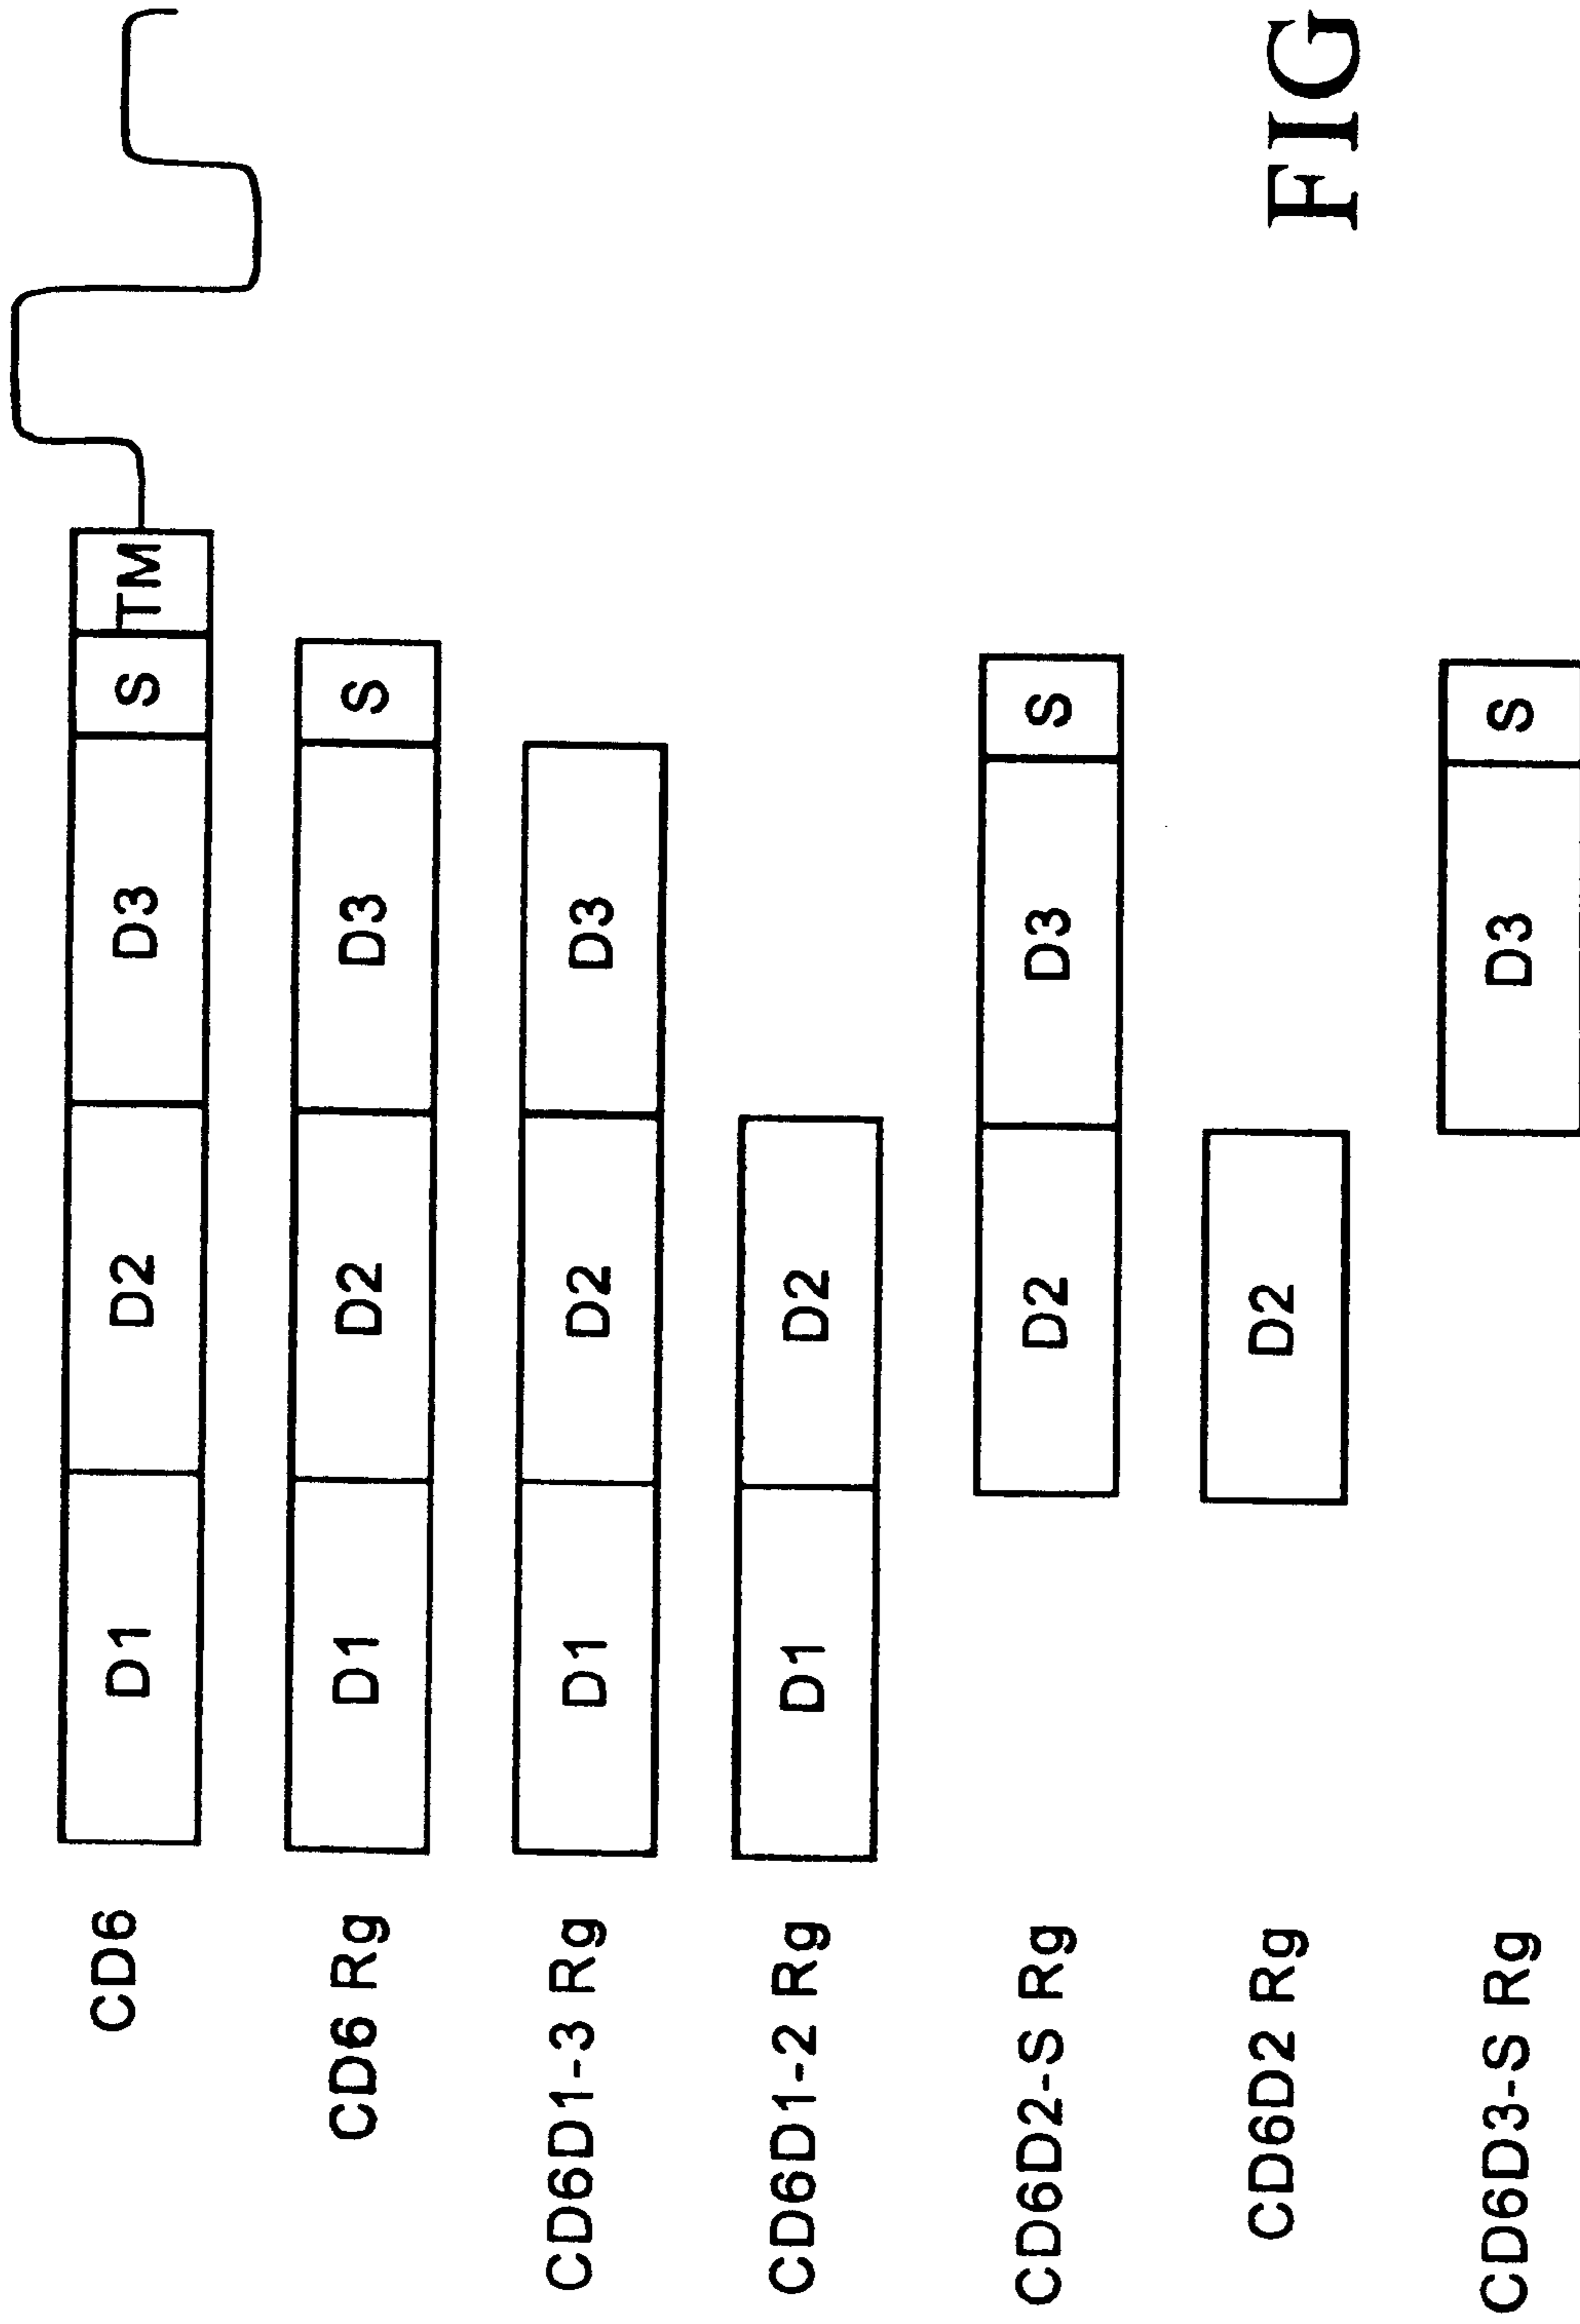 CD6 D1 D2 D3 S TM
CD6 Rg D1 D2 D3 S
CD6D1-3 Rg D1 D2 D3
CD6D1-2 Rg D1 D2
CD6D2-S Rg D2 D3 S
CD6D2 Rg D2
CD6D3-S Rg D3 S
FIG